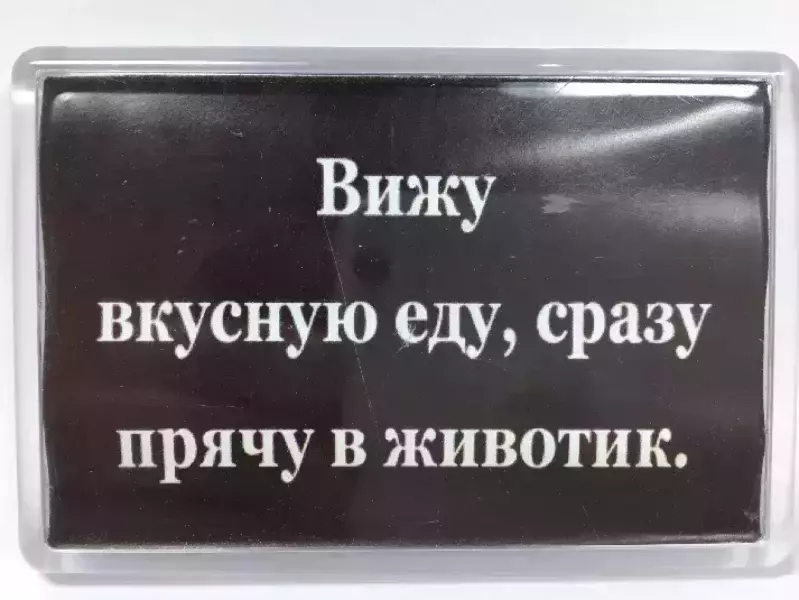 Вижу
вкусную еду, сразу
прячу в животик.